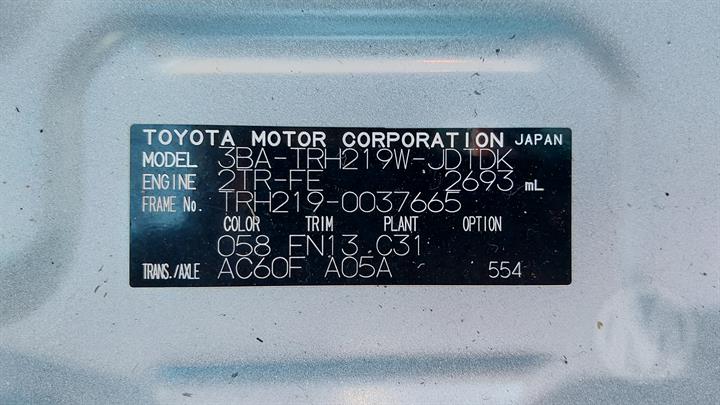 TOYOTA MOTOR CORPORATION JAPAN
MODEL 3BA-TRH219W-JDTDK
ENGINE 2TR-FE 2693 mL
FRAME No. TRH219-0037665
COLOR TRIM PLANT OPTION
058 FN13 C31
TRANS./AXLE AC60F A05A 554